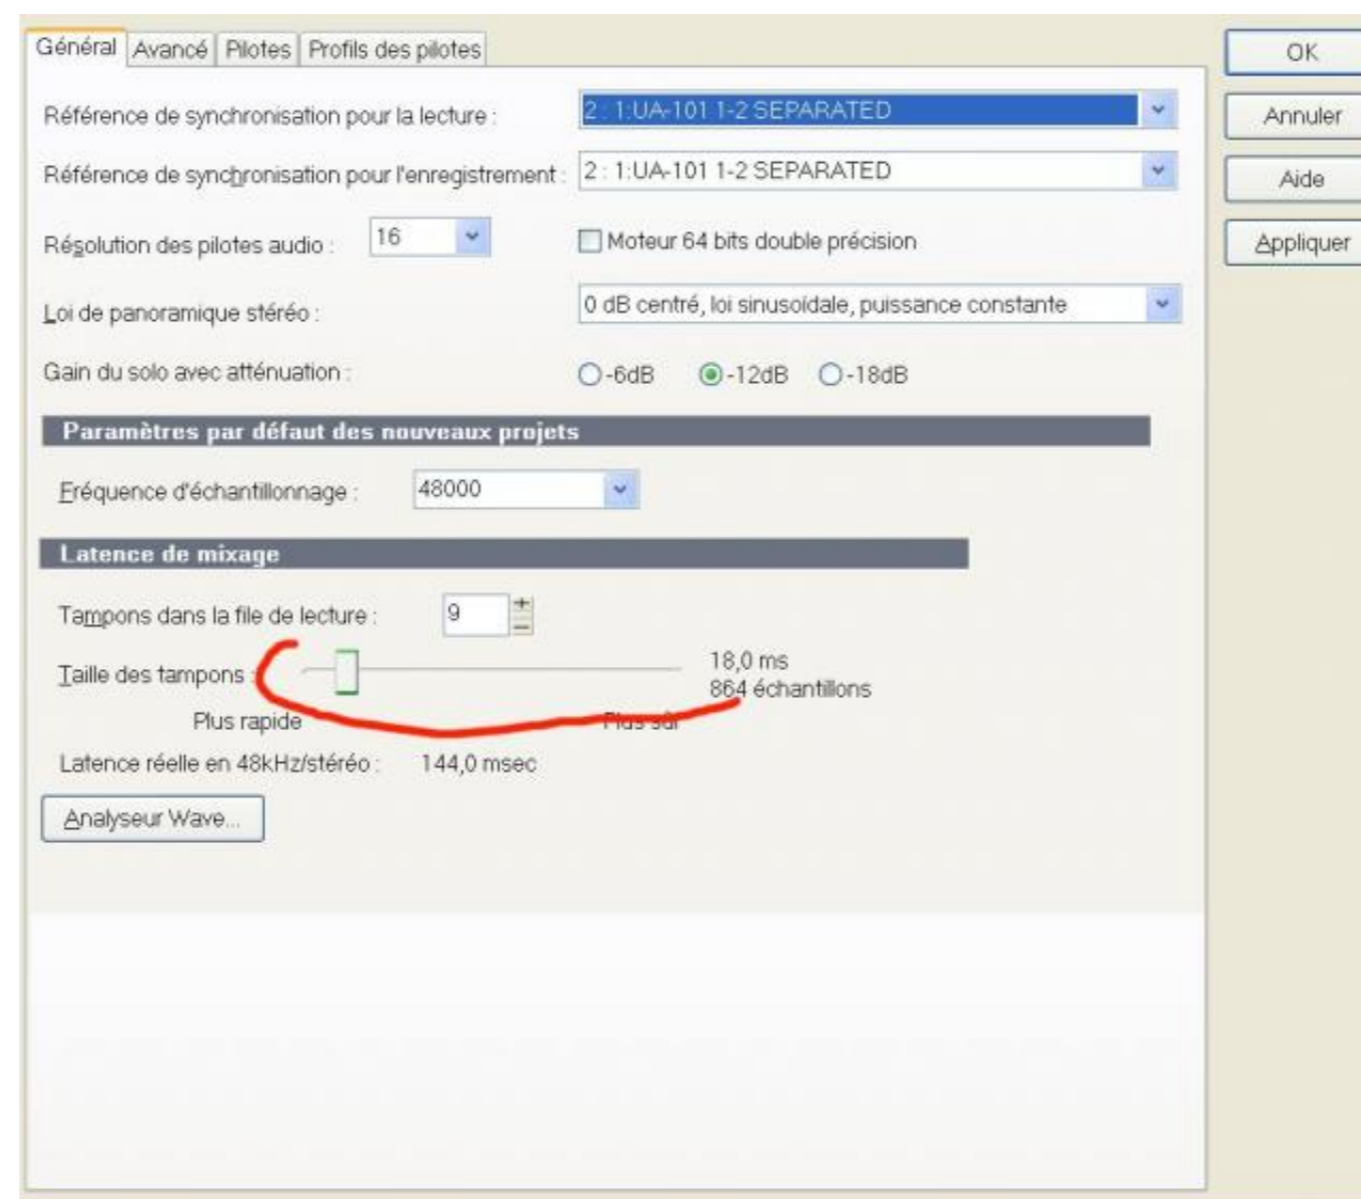 Général Avancé Pilotes Profils des pilotes
OK
Référence de synchronisation pour la lecture : 2 : 1:UA-101 1-2 SEPARATED
Annuler
Référence de synchronisation pour l'enregistrement : 2 : 1:UA-101 1-2 SEPARATED
Aide
Résolution des pilotes audio : 16 Moteur 64 bits double précision
Appliquer
Loi de panoramique stéréo : 0 dB centré, loi sinusoïdale, puissance constante
Gain du solo avec atténuation : -6dB -12dB -18dB
Paramètres par défaut des nouveaux projets
Fréquence d'échantillonnage : 48000
Latence de mixage
Tampons dans la file de lecture : 9 + −
Taille des tampons : 18,0 ms
864 échantillons
Plus rapide Plus sûr
Latence réelle en 48kHz/stéréo : 144,0 msec
Analyseur Wave...